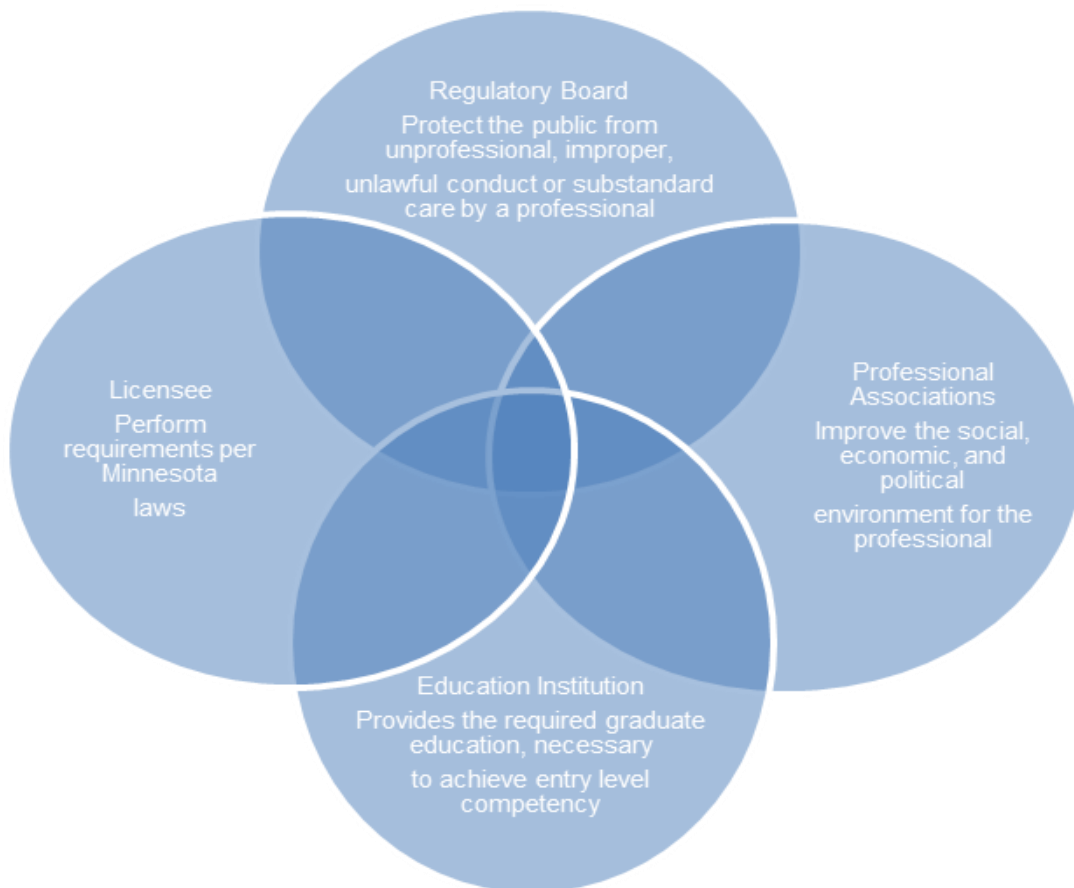 Regulatory Board
Protect the public from
unprofessional, improper,
unlawful conduct or substandard
care by a professional
Licensee
Perform
requirements per
Minnesota
laws
Professional
Associations
Improve the social,
economic, and
political
environment for the
professional
Education Institution
Provides the required graduate
education, necessary
to achieve entry level
competency